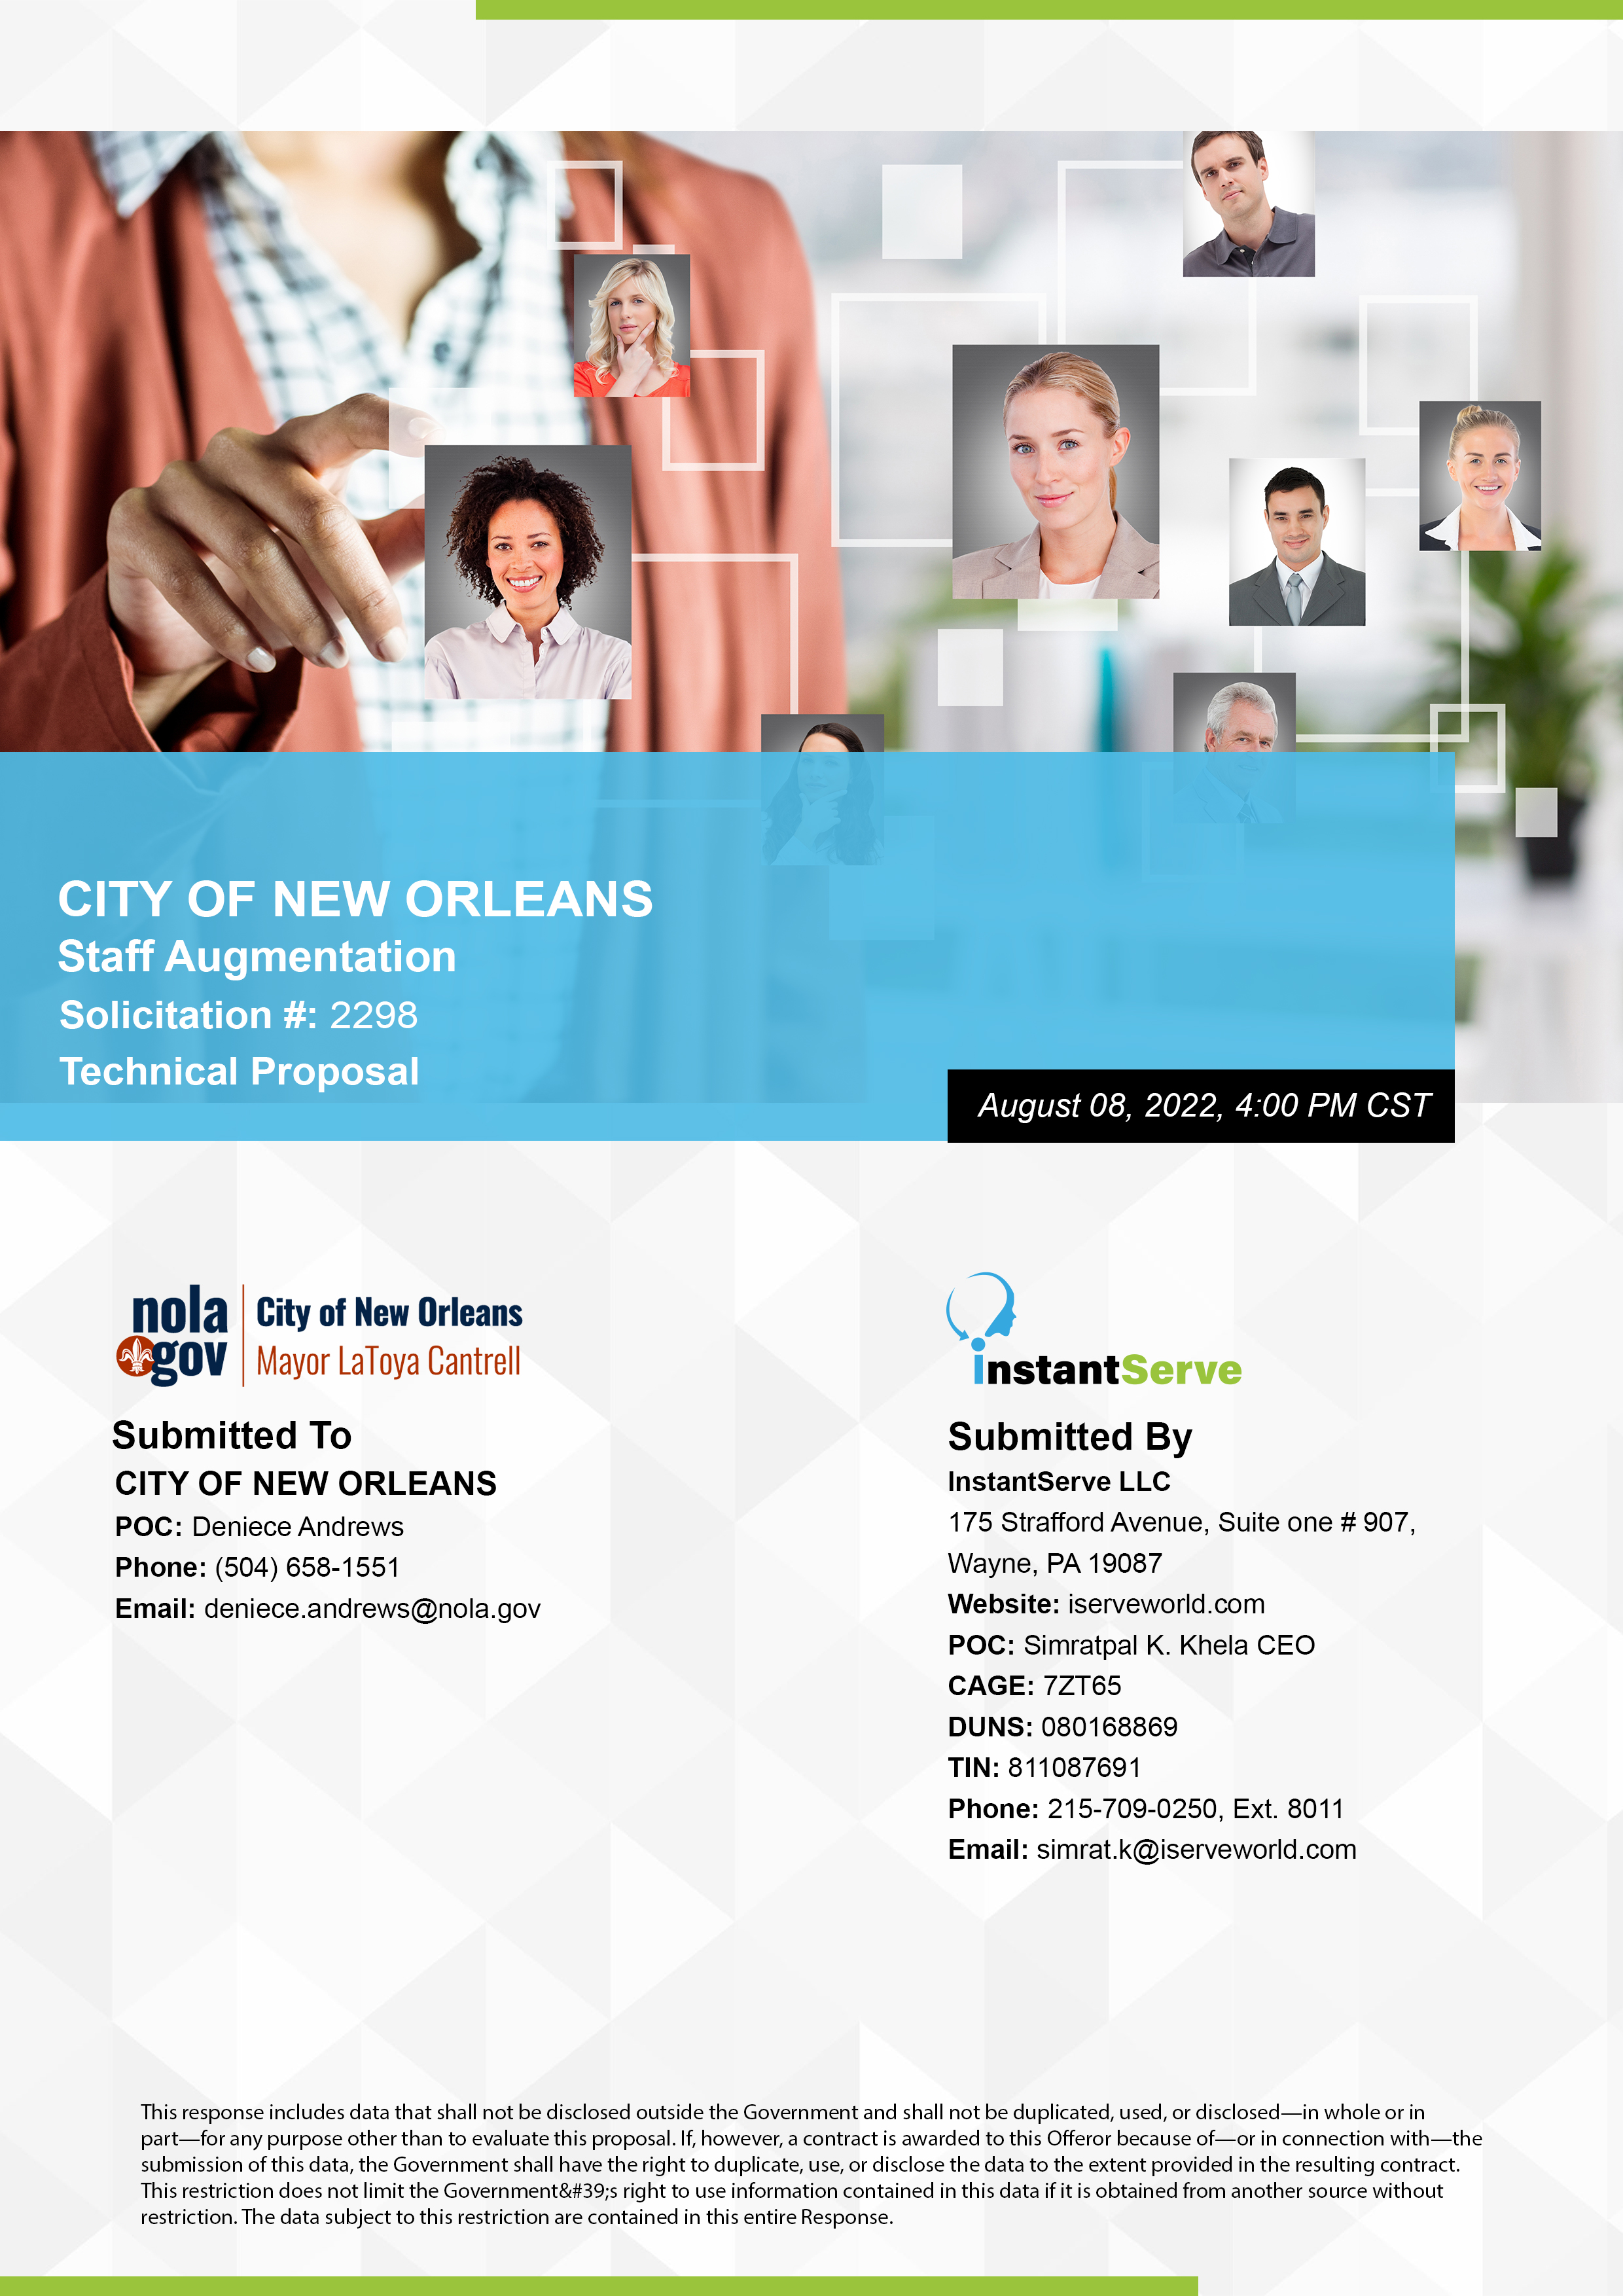 CITY OF NEW ORLEANS
Staff Augmentation
Solicitation #: 2298
Technical Proposal
August 08, 2022, 4:00 PM CST
nola
gov
City of New Orleans
Mayor LaToya Cantrell
Submitted To
CITY OF NEW ORLEANS
POC: Deniece Andrews
Phone: (504) 658-1551
Email: deniece.andrews@nola.gov
instantServe
Submitted By
InstantServe LLC
175 Strafford Avenue, Suite one # 907,
Wayne, PA 19087
Website: iserveworld.com
POC: Simratpal K. Khela CEO
CAGE: 7ZT65
DUNS: 080168869
TIN: 811087691
Phone: 215-709-0250, Ext. 8011
Email: simrat.k@iserveworld.com
This response includes data that shall not be disclosed outside the Government and shall not be duplicated, used, or disclosed—in whole or in
part—for any purpose other than to evaluate this proposal. If, however, a contract is awarded to this Offeror because of—or in connection with—the
submission of this data, the Government shall have the right to duplicate, use, or disclose the data to the extent provided in the resulting contract.
This restriction does not limit the Government&#39;s right to use information contained in this data if it is obtained from another source without
restriction. The data subject to this restriction are contained in this entire Response.